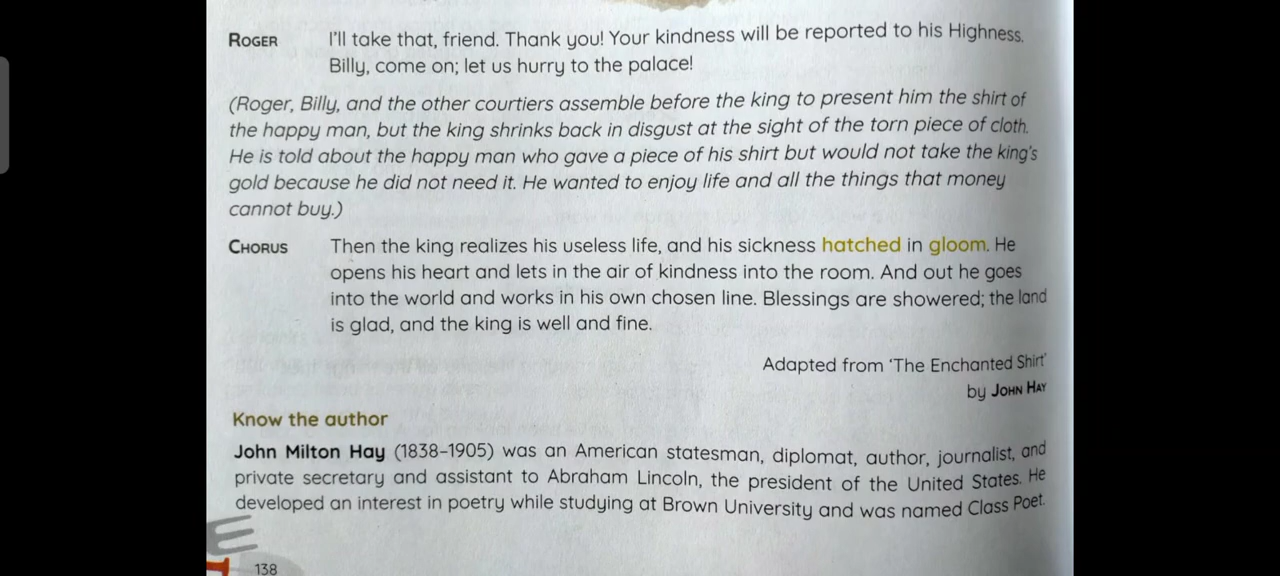 ROGER I'll take that, friend. Thank you! Your kindness will be reported to his Highness.
Billy, come on; let us hurry to the palace!
(Roger, Billy, and the other courtiers assemble before the king to present him the shirt of
the happy man, but the king shrinks back in disgust at the sight of the torn piece of cloth.
He is told about the happy man who gave a piece of his shirt but would not take the king's
gold because he did not need it. He wanted to enjoy life and all the things that money
cannot buy.)
CHORUS Then the king realizes his useless life, and his sickness hatched in gloom. He
opens his heart and lets in the air of kindness into the room. And out he goes
into the world and works in his own chosen line. Blessings are showered; the land
is glad, and the king is well and fine.
Adapted from ‘The Enchanted Shirt’
by JOHN HAY
Know the author
John Milton Hay (1838–1905) was an American statesman, diplomat, author, journalist, and
private secretary and assistant to Abraham Lincoln, the president of the United States. He
developed an interest in poetry while studying at Brown University and was named Class Poet.
E
138